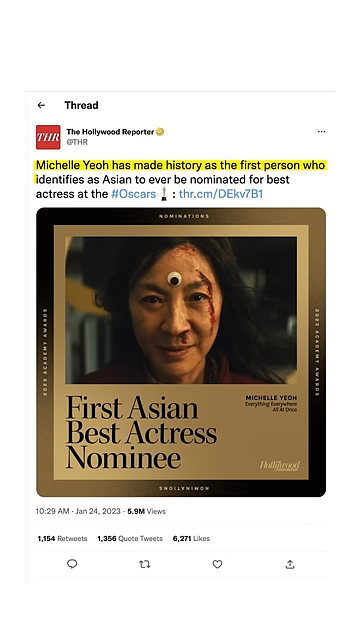 Thread
THR
The Hollywood Reporter
@THR
Michelle Yeoh has made history as the first person who
identifies as Asian to ever be nominated for best
actress at the #Oscars : thr.cm/DEkv7B1
NOMINATIONS
2023 ACADEMY AWARDS
2023 ACADEMY AWARDS
First Asian
Best Actress
Nominee
MICHELLE YEOH
Everything Everywhere
All At Once
The Hollywood
REPORTER
NOMINATIONS
10:29 AM · Jan 24, 2023 · 5.9M Views
1,154 Retweets 1,356 Quote Tweets 6,271 Likes